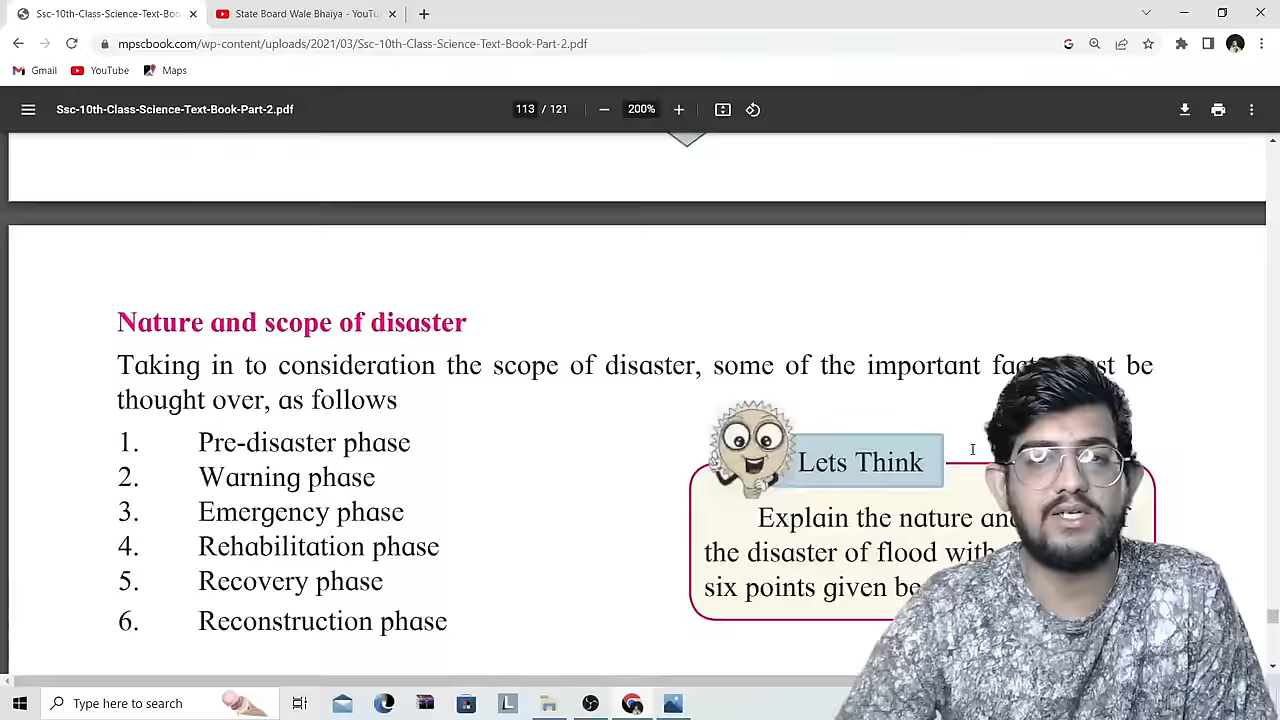 Ssc-10th-Class-Science-Text-Boo
State Board Wale Bhaiya - YouTu
mpscbook.com/wp-content/uploads/2021/03/Ssc-10th-Class-Science-Text-Book-Part-2.pdf
Gmail YouTube Maps
Ssc-10th-Class-Science-Text-Book-Part-2.pdf
113 / 121
200%
Nature and scope of disaster
Taking in to consideration the scope of disaster, some of the important be
thought over, as follows
1. Pre-disaster phase
2. Warning phase
3. Emergency phase
4. Rehabilitation phase
5. Recovery phase
6. Reconstruction phase
Lets Think
Explain the nature
the disaster of flood
six points given
Type here to search